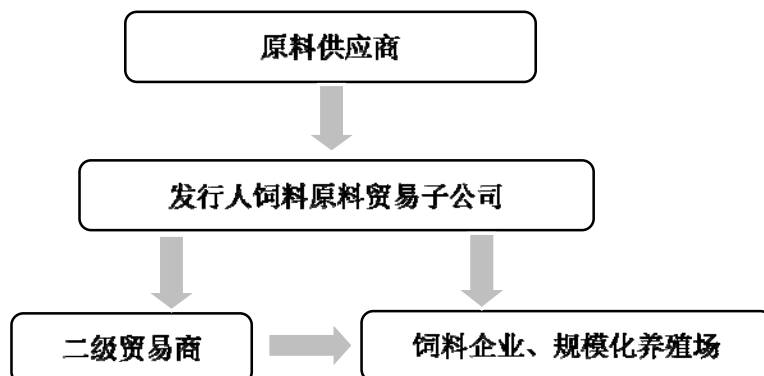 原料供应商
发行人饲料原料贸易子公司
二级贸易商
饲料企业、规模化养殖场